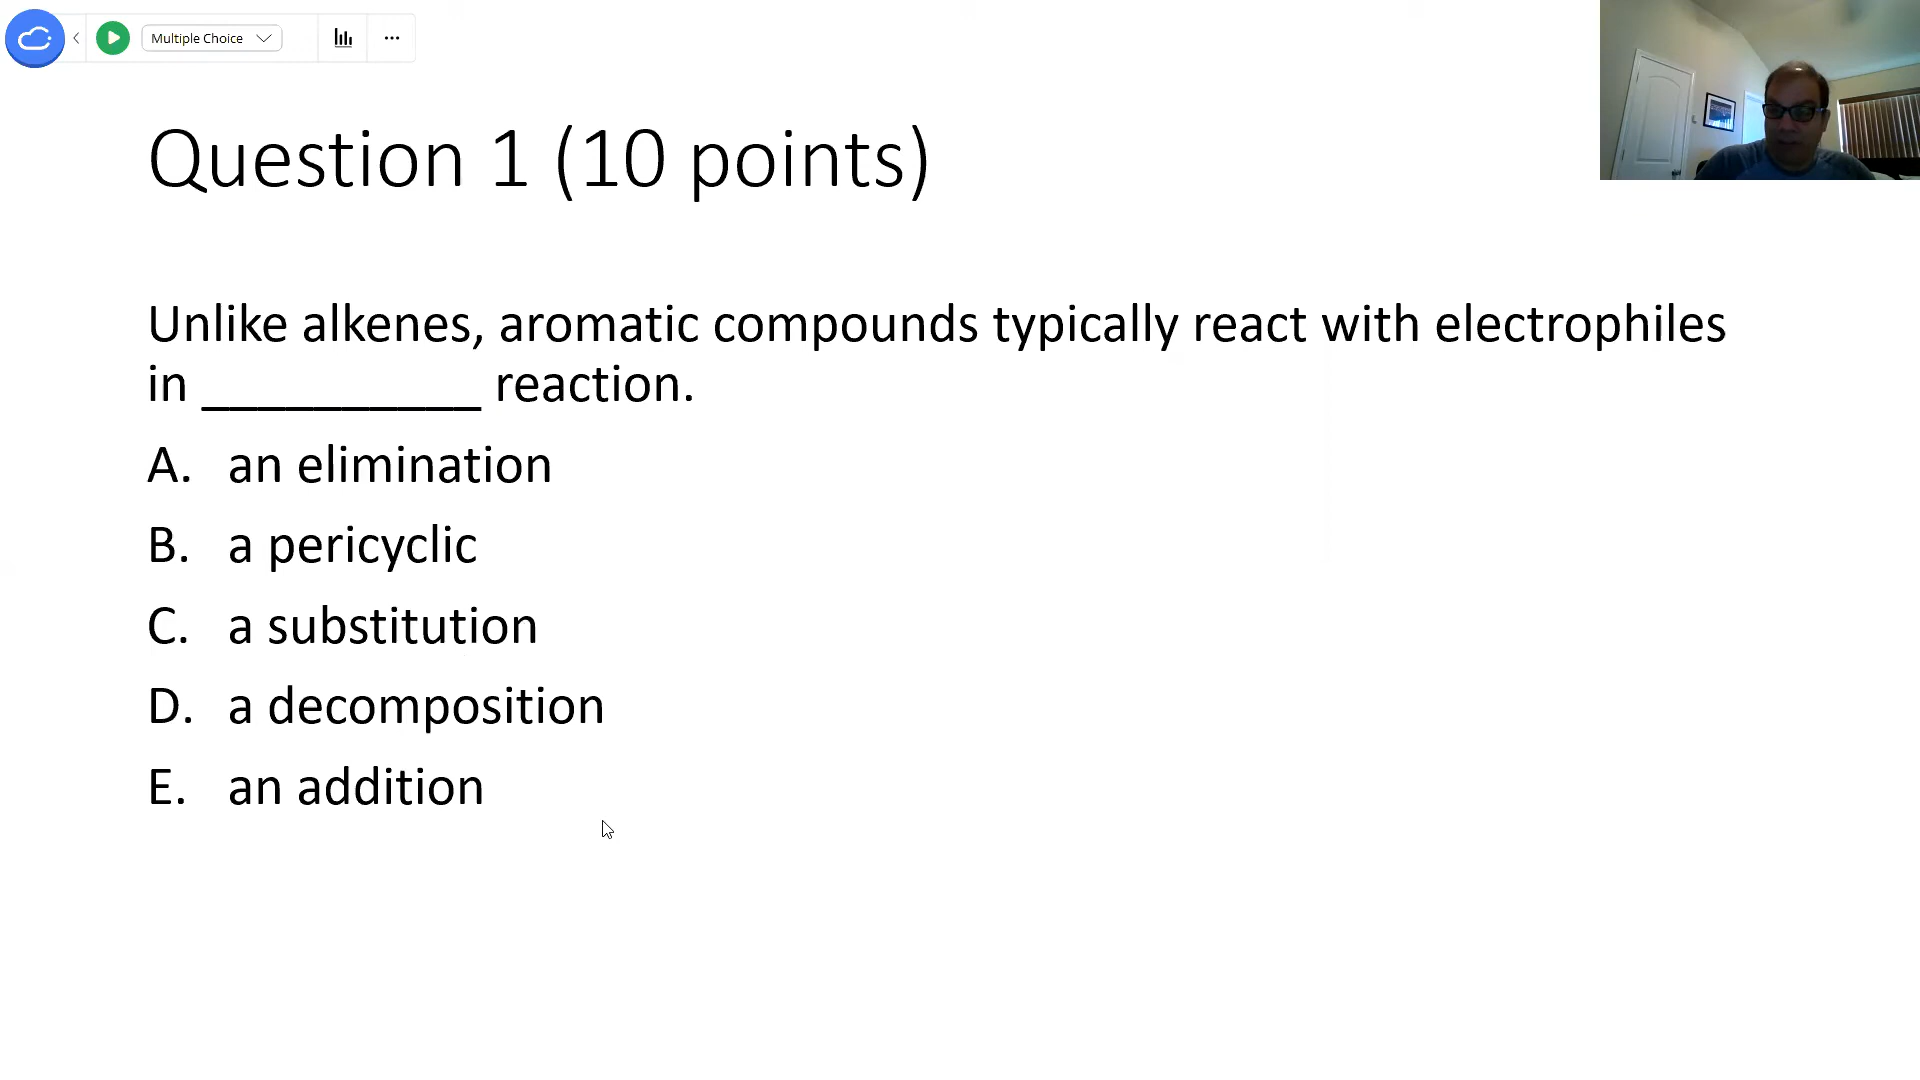 Multiple Choice
Question 1 (10 points)
Unlike alkenes, aromatic compounds typically react with electrophiles
in __________ reaction.
A. an elimination
B. a pericyclic
C. a substitution
D. a decomposition
E. an addition